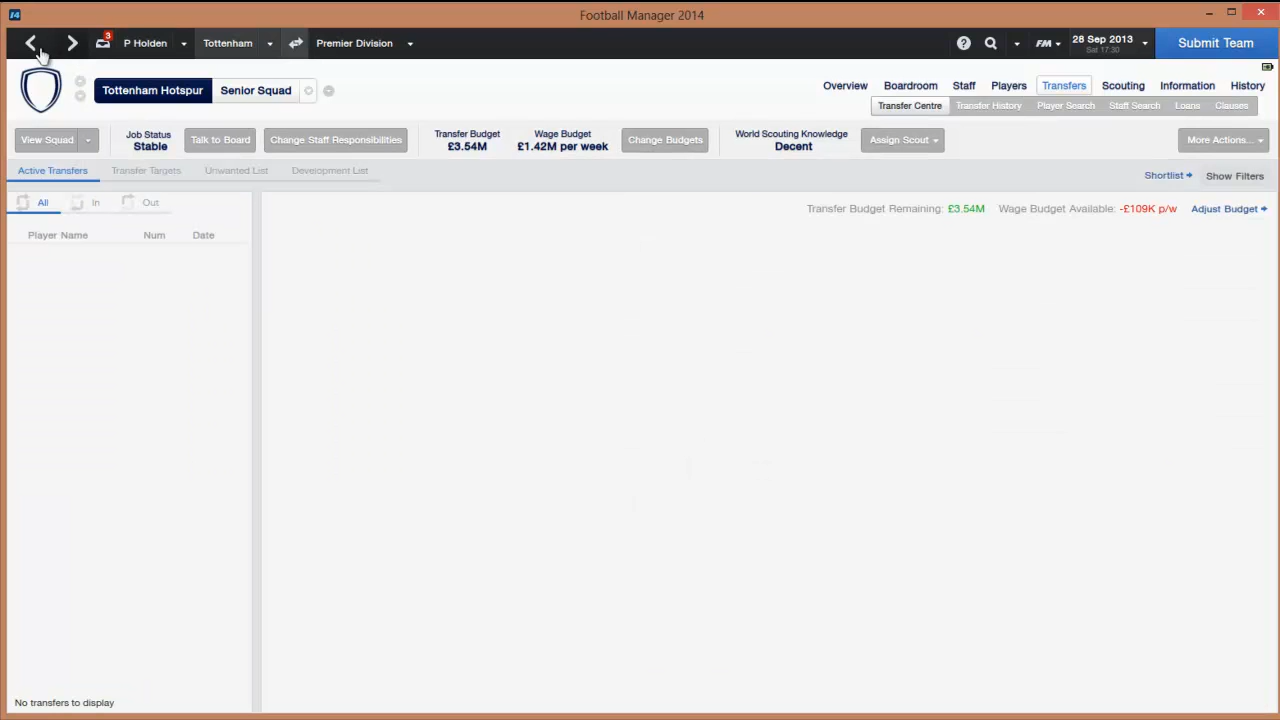 14 Football Manager 2014
3 P Holden Tottenham Premier Division FM 28 Sep 2013 Sat 17:30 Submit Team
Tottenham Hotspur Senior Squad Overview Boardroom Staff Players Transfers Scouting Information History
Transfer Centre Transfer History Player Search Staff Search Loans Clauses
View Squad Job Status Stable Talk to Board Change Staff Responsibilities Transfer Budget £3.54M Wage Budget £1.42M per week Change Budgets World Scouting Knowledge Decent Assign Scout More Actions...
Active Transfers Transfer Targets Unwanted List Development List Shortlist Show Filters
All In Out Transfer Budget Remaining: £3.54M Wage Budget Available: -£109K p/w Adjust Budget
Player Name Num Date
No transfers to display